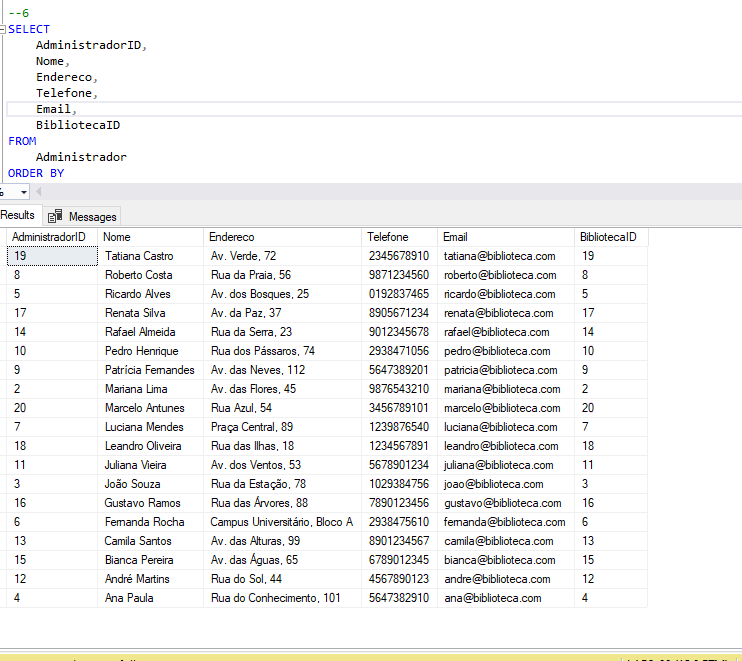 --6
SELECT
AdministradorID,
Nome,
Endereco,
Telefone,
Email,
BibliotecaID
FROM
Administrador
ORDER BY
%
Results Messages
AdministradorID Nome Endereco Telefone Email BibliotecaID
19 Tatiana Castro Av. Verde, 72 2345678910 tatiana@biblioteca.com 19
8 Roberto Costa Rua da Praia, 56 9871234560 roberto@biblioteca.com 8
5 Ricardo Alves Av. dos Bosques, 25 0192837465 ricardo@biblioteca.com 5
17 Renata Silva Av. da Paz, 37 8905671234 renata@biblioteca.com 17
14 Rafael Almeida Rua da Serra, 23 9012345678 rafael@biblioteca.com 14
10 Pedro Henrique Rua dos Pássaros, 74 2938471056 pedro@biblioteca.com 10
9 Patrícia Fernandes Av. das Neves, 112 5647389201 patricia@biblioteca.com 9
2 Mariana Lima Av. das Flores, 45 9876543210 mariana@biblioteca.com 2
20 Marcelo Antunes Rua Azul, 54 3456789101 marcelo@biblioteca.com 20
7 Luciana Mendes Praça Central, 89 1239876540 luciana@biblioteca.com 7
18 Leandro Oliveira Rua das Ilhas, 18 1234567891 leandro@biblioteca.com 18
11 Juliana Vieira Av. dos Ventos, 53 5678901234 juliana@biblioteca.com 11
3 João Souza Rua da Estação, 78 1029384756 joao@biblioteca.com 3
16 Gustavo Ramos Rua das Árvores, 88 7890123456 gustavo@biblioteca.com 16
6 Fernanda Rocha Campus Universitário, Bloco A 2938475610 fernanda@biblioteca.com 6
13 Camila Santos Av. das Alturas, 99 8901234567 camila@biblioteca.com 13
15 Bianca Pereira Av. das Águas, 65 6789012345 bianca@biblioteca.com 15
12 André Martins Rua do Sol, 44 4567890123 andre@biblioteca.com 12
4 Ana Paula Rua do Conhecimento, 101 5647382910 ana@biblioteca.com 4